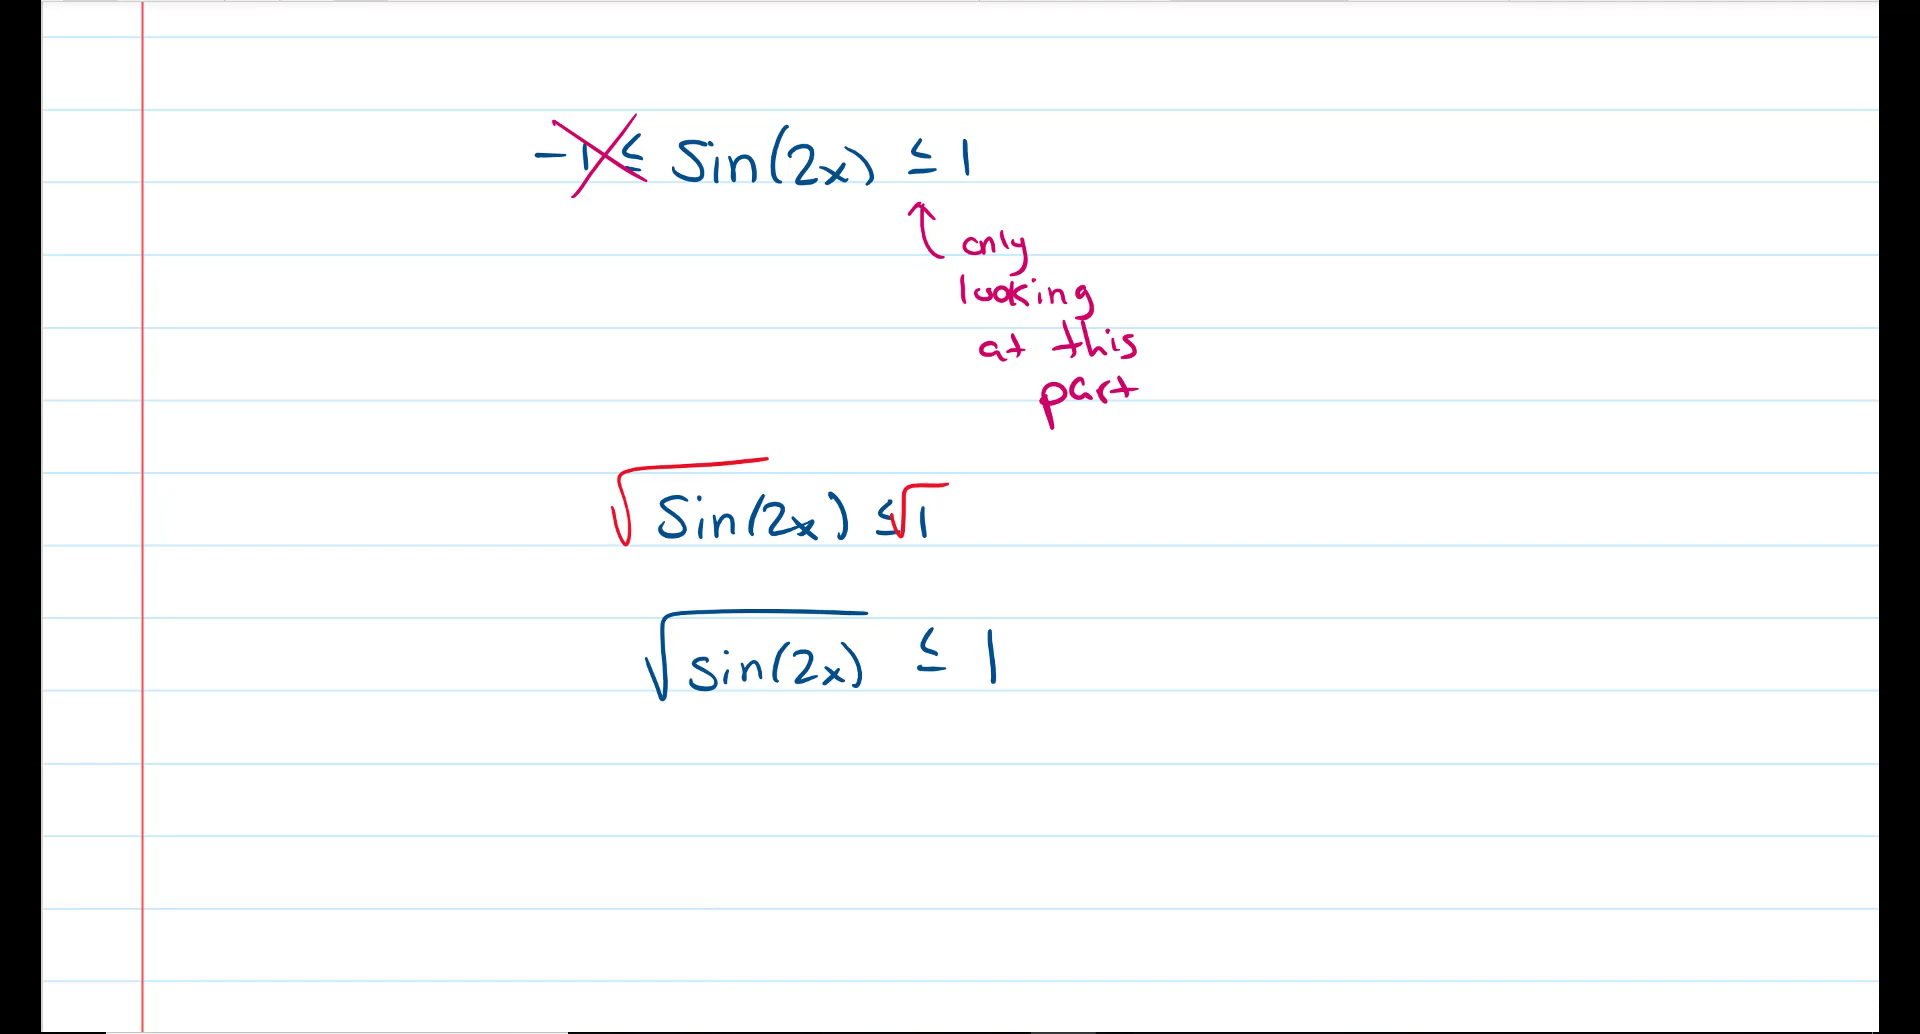 -1 ≤ Sin(2x) ≤ 1
only
looking
at this
part
√Sin(2x) ≤ √1
√sin(2x) ≤ 1